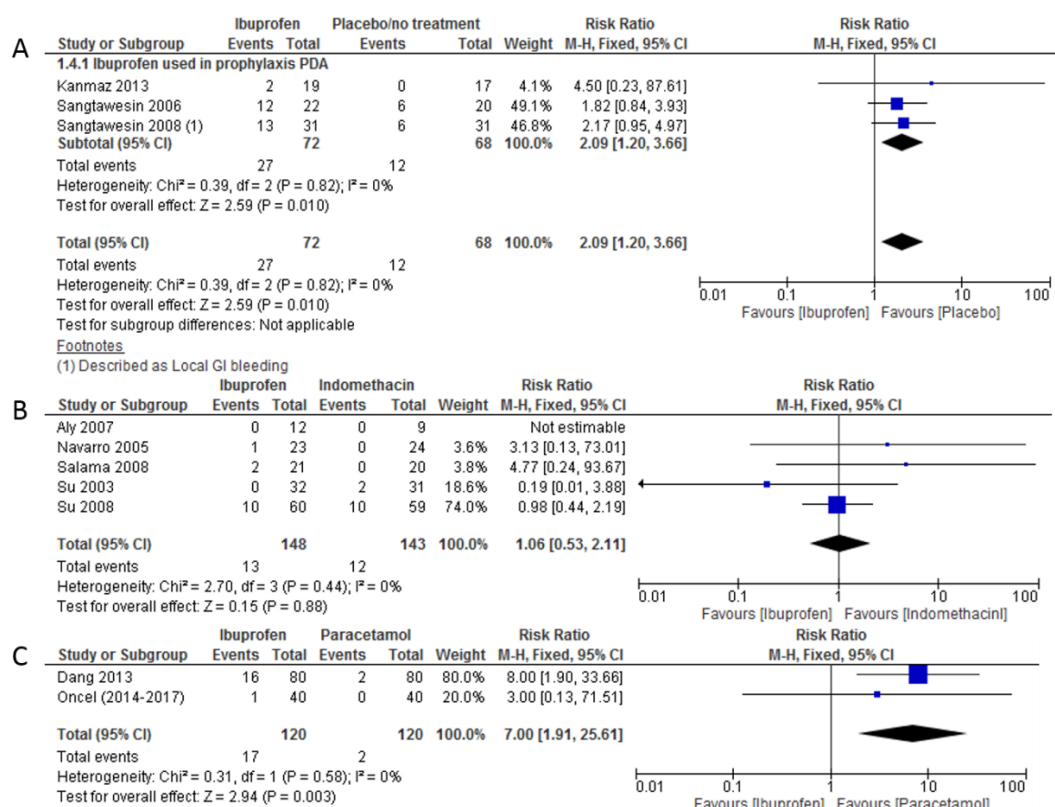 A
Ibuprofen Placebo/no treatment Risk Ratio Risk Ratio
Study or Subgroup Events Total Events Total Weight M-H, Fixed, 95% CI M-H, Fixed, 95% CI
1.4.1 Ibuprofen used in prophylaxis PDA
Kanmaz 2013 2 19 0 17 4.1% 4.50 [0.23, 87.61]
Sangtawesin 2006 12 22 6 20 49.1% 1.82 [0.84, 3.93]
Sangtawesin 2008 (1) 13 31 6 31 46.8% 2.17 [0.95, 4.97]
Subtotal (95% CI) 72 68 100.0% 2.09 [1.20, 3.66]
Total events 27 12
Heterogeneity: Chi² = 0.39, df = 2 (P = 0.82); I² = 0%
Test for overall effect: Z = 2.59 (P = 0.010)
Total (95% CI) 72 68 100.0% 2.09 [1.20, 3.66]
Total events 27 12
Heterogeneity: Chi² = 0.39, df = 2 (P = 0.82); I² = 0%
Test for overall effect: Z = 2.59 (P = 0.010)
Test for subgroup differences: Not applicable
0.01 0.1 1 10 100
Favours [Ibuprofen] Favours [Placebo]
Footnotes
(1) Described as Local GI bleeding
B
Ibuprofen Indomethacin Risk Ratio Risk Ratio
Study or Subgroup Events Total Events Total Weight M-H, Fixed, 95% CI M-H, Fixed, 95% CI
Aly 2007 0 12 0 9 Not estimable
Navarro 2005 1 23 0 24 3.6% 3.13 [0.13, 73.01]
Salama 2008 2 21 0 20 3.8% 4.77 [0.24, 93.67]
Su 2003 0 32 2 31 18.6% 0.19 [0.01, 3.88]
Su 2008 10 60 10 59 74.0% 0.98 [0.44, 2.19]
Total (95% CI) 148 143 100.0% 1.06 [0.53, 2.11]
Total events 13 12
Heterogeneity: Chi² = 2.70, df = 3 (P = 0.44); I² = 0%
Test for overall effect: Z = 0.15 (P = 0.88)
0.01 0.1 1 10 100
Favours [Ibuprofen] Favours [Indomethacinl]
C
Ibuprofen Paracetamol Risk Ratio Risk Ratio
Study or Subgroup Events Total Events Total Weight M-H, Fixed, 95% CI M-H, Fixed, 95% CI
Dang 2013 16 80 2 80 80.0% 8.00 [1.90, 33.66]
Oncel (2014-2017) 1 40 0 40 20.0% 3.00 [0.13, 71.51]
Total (95% CI) 120 120 100.0% 7.00 [1.91, 25.61]
Total events 17 2
Heterogeneity: Chi² = 0.31, df = 1 (P = 0.58); I² = 0%
Test for overall effect: Z = 2.94 (P = 0.003)
0.01 0.1 1 10 100
Favours [Ibuprofen] Favours [Paracetamol]